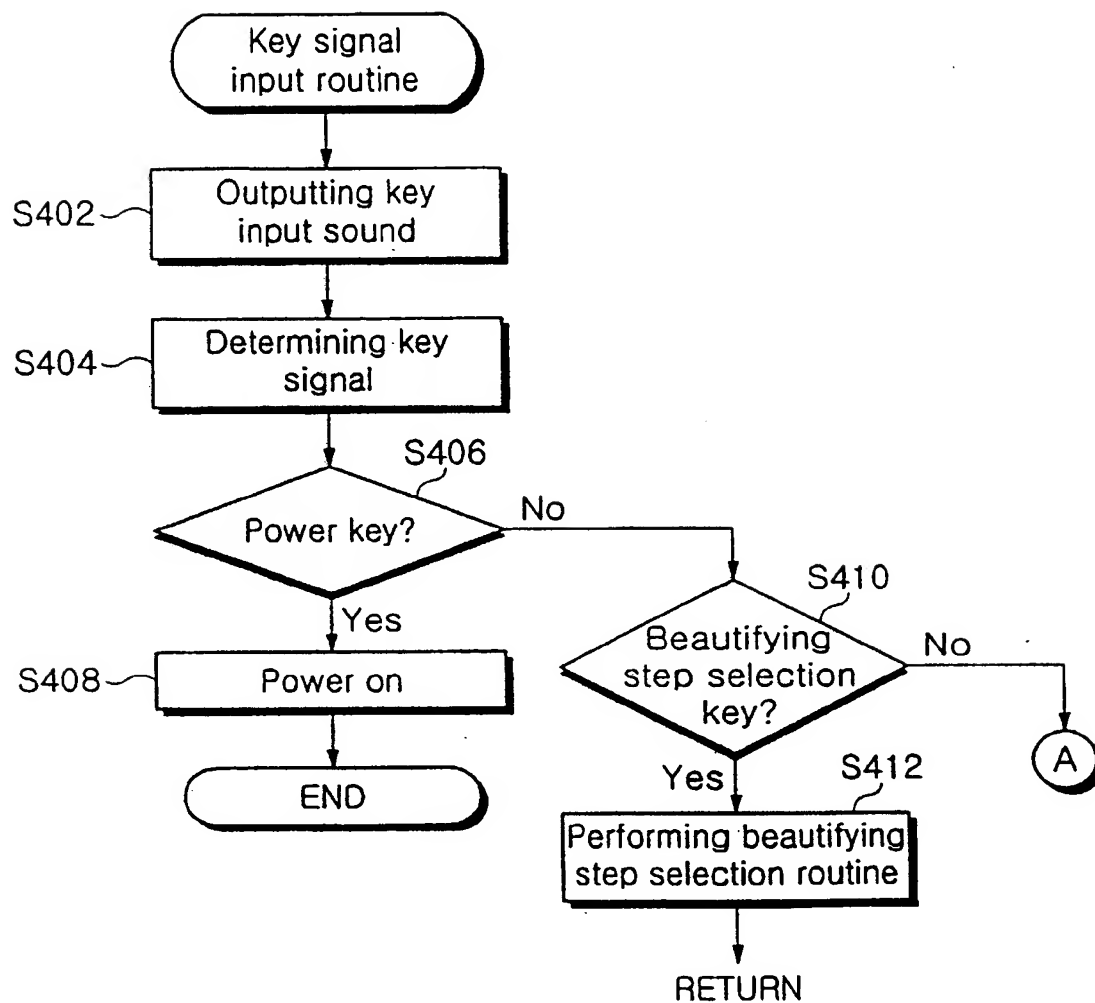 Key signal
input routine
S402
Outputting key
input sound
S404
Determining key
signal
S406
Power key?
No
Yes
S408
Power on
END
S410
Beautifying
step selection
key?
No
A
Yes
S412
Performing beautifying
step selection routine
RETURN